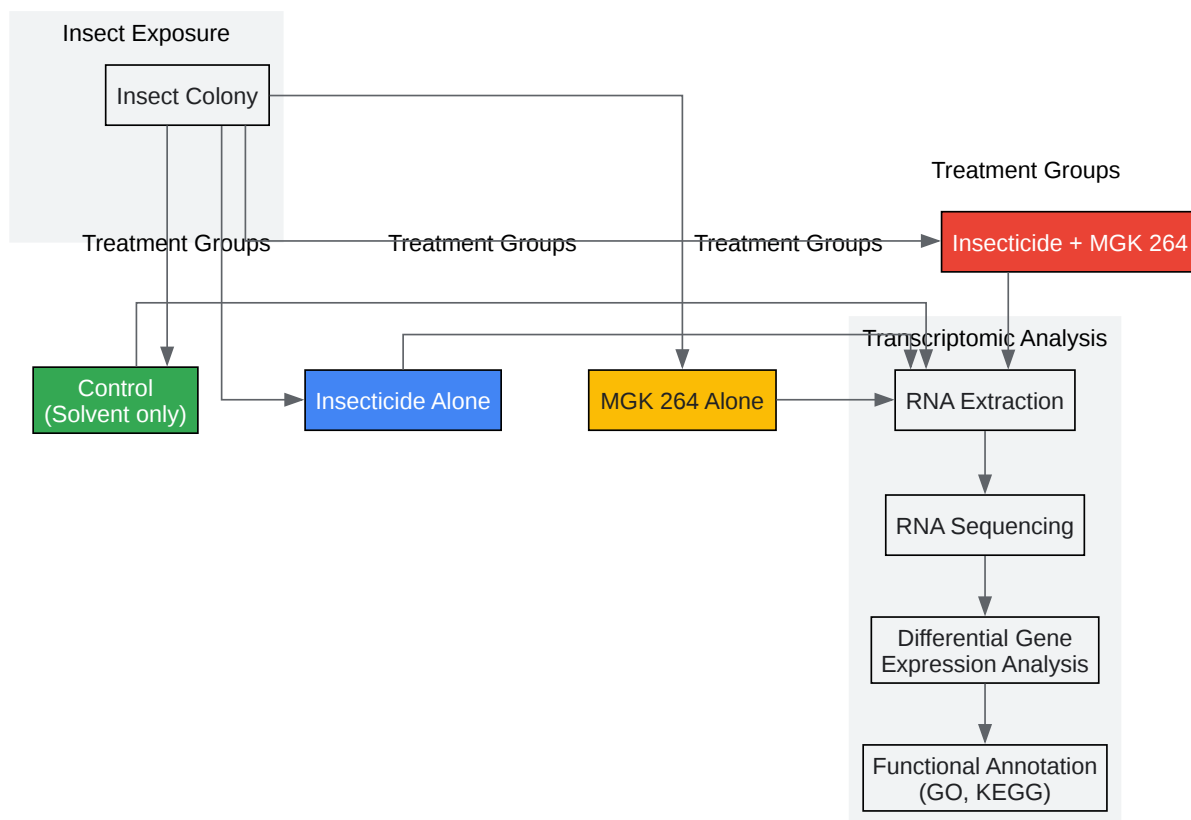 Insect Exposure
Insect Colony
Treatment Groups
Insecticide + MGK 264
Treatment Groups
Treatment Groups
Treatment Groups
Transcriptomic Analysis
Control
(Solvent only)
Insecticide Alone
MGK 264 Alone
RNA Extraction
RNA Sequencing
Differential Gene
Expression Analysis
Functional Annotation
(GO, KEGG)